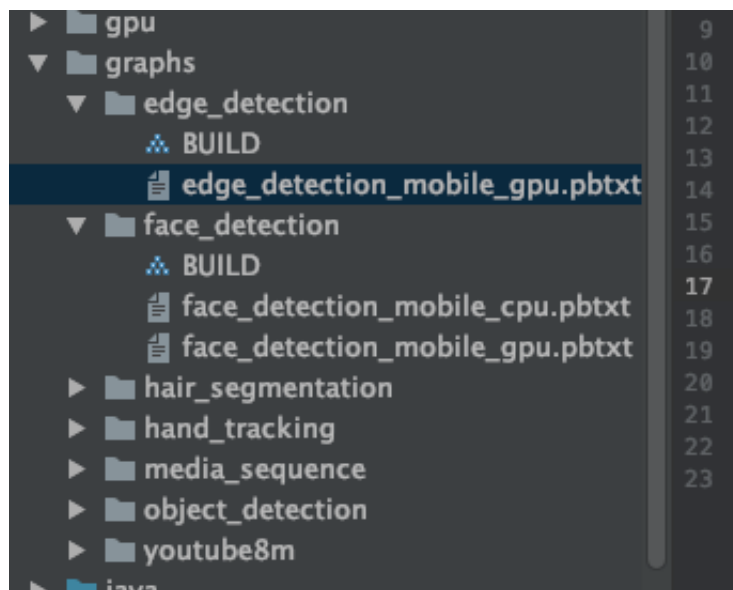 gpu
graphs
edge_detection
BUILD
edge_detection_mobile_gpu.pbtxt
face_detection
BUILD
face_detection_mobile_cpu.pbtxt
face_detection_mobile_gpu.pbtxt
hair_segmentation
hand_tracking
media_sequence
object_detection
youtube8m
java
9
10
11
12
13
14
15
16
17
18
19
20
21
22
23